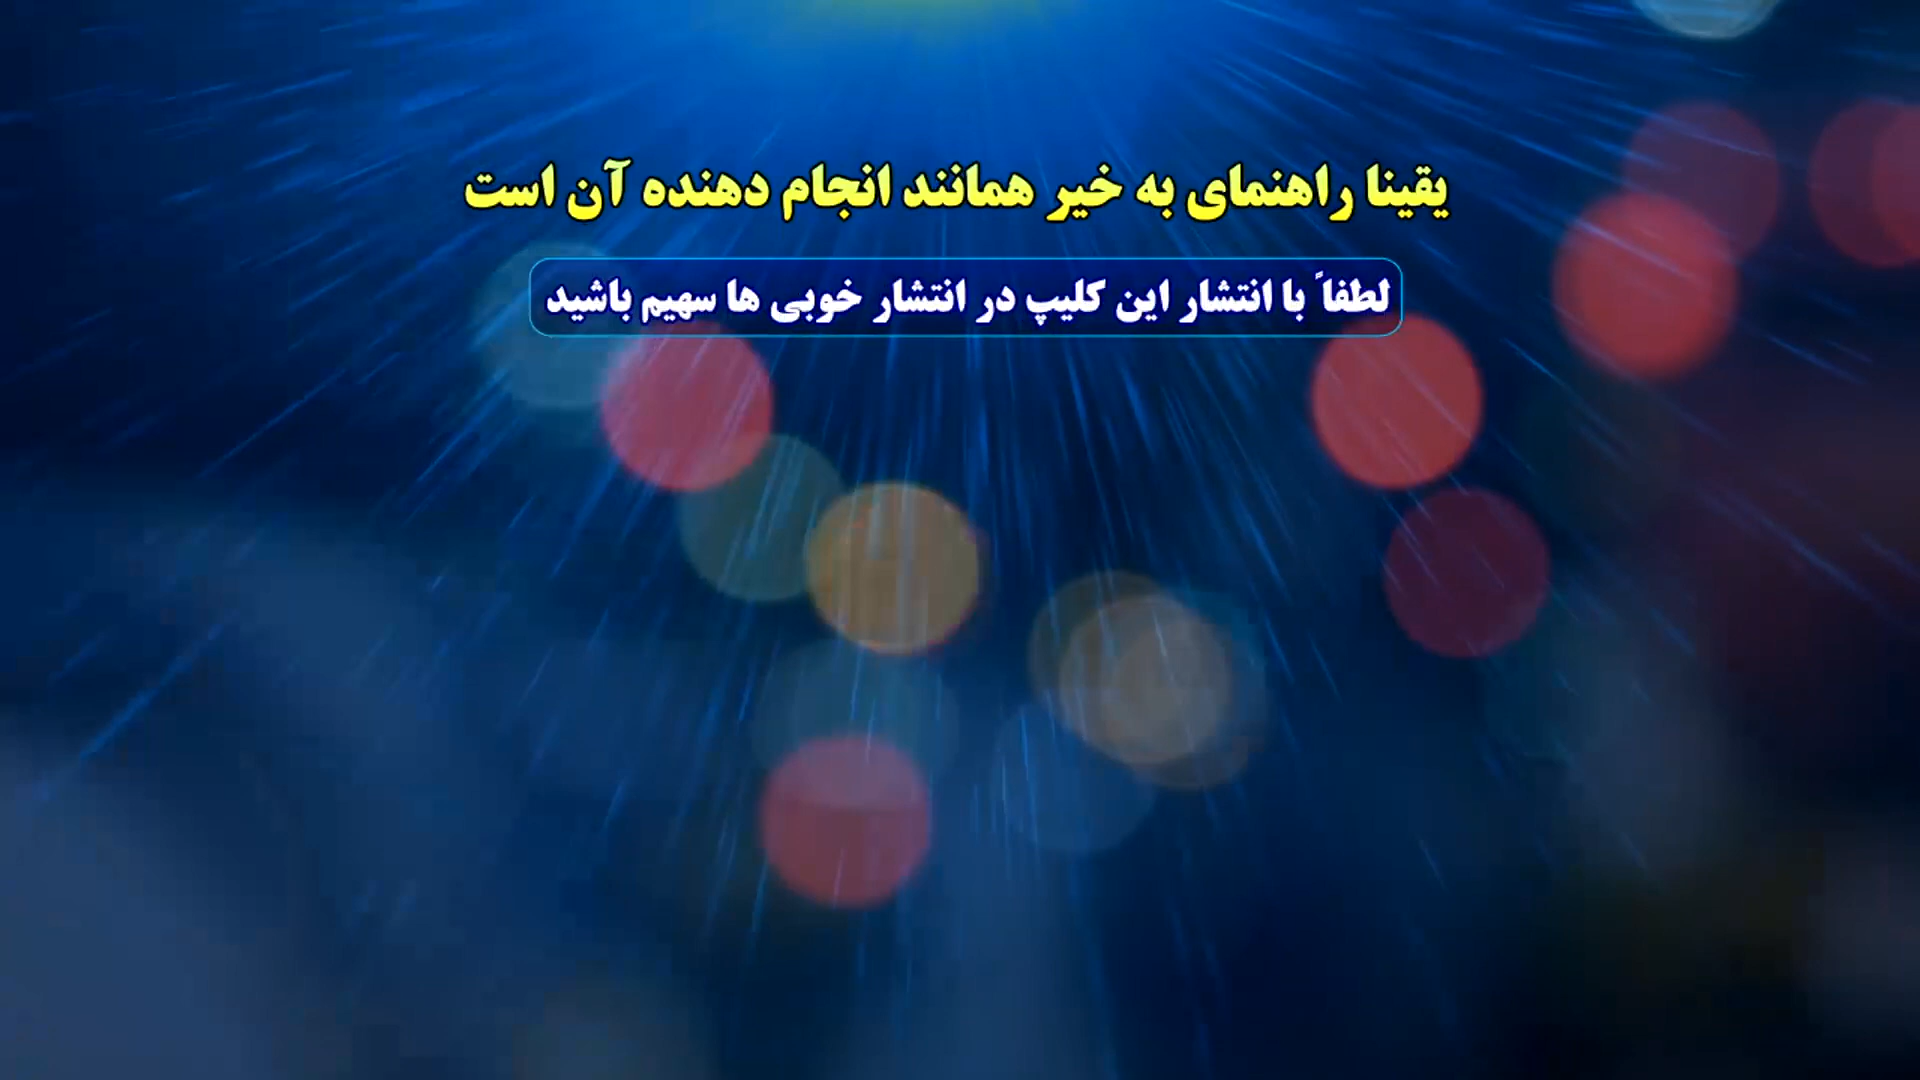 یقینا راهنمای به خیر همانند انجام دهنده آن است
لطفاً با انتشار این کلیپ در انتشار خوبی ها سهیم باشید